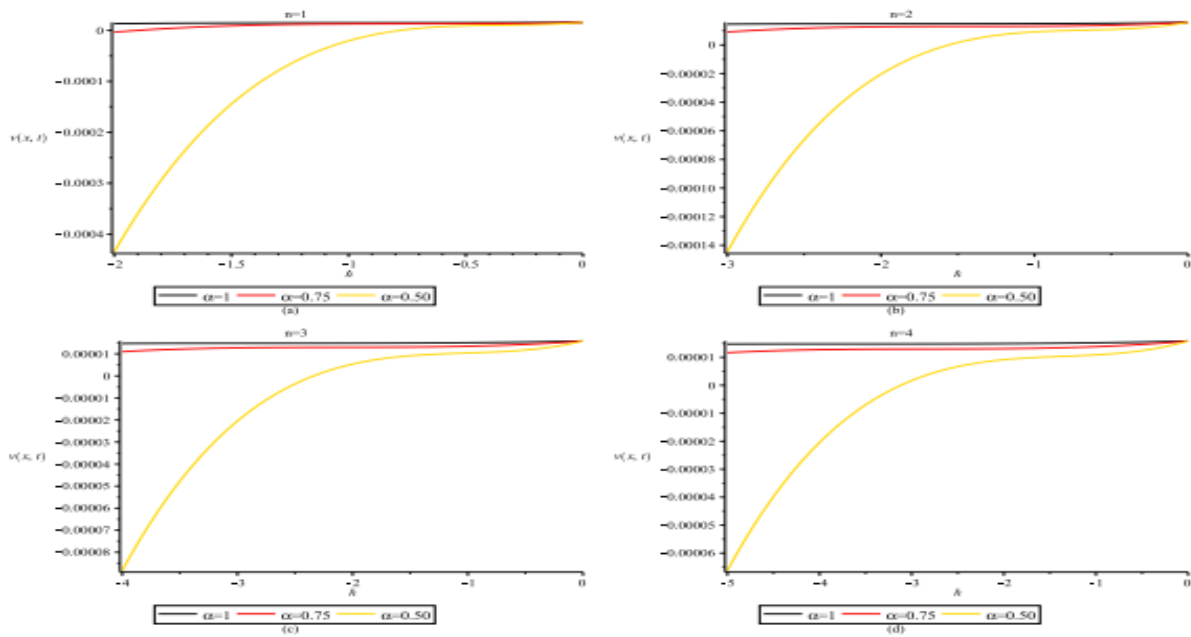 n=1
0
−0.0001
v(x, t)
−0.0002
−0.0003
−0.0004
−2 −1.5 −1 −0.5 0
ℏ
α=1 α=0.75 α=0.50
(a)
n=2
0
−0.00002
−0.00004
v(x, t)
−0.00006
−0.00008
−0.00010
−0.00012
−0.00014
−3 −2 −1 0
ℏ
α=1 α=0.75 α=0.50
(b)
n=3
0.00001
0
−0.00001
−0.00002
−0.00003
v(x, t)
−0.00004
−0.00005
−0.00006
−0.00007
−0.00008
−4 −3 −2 −1 0
ℏ
α=1 α=0.75 α=0.50
(c)
n=4
0.00001
0
−0.00001
−0.00002
v(x, t)
−0.00003
−0.00004
−0.00005
−0.00006
−5 −4 −3 −2 −1 0
ℏ
α=1 α=0.75 α=0.50
(d)